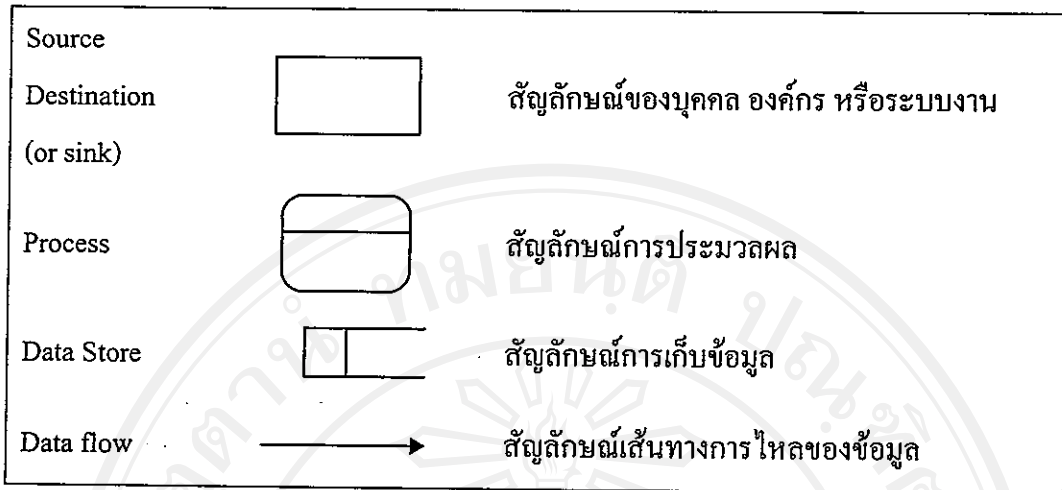 Source
Destination
(or sink)
สัญลักษณ์ของบุคคล องค์กร หรือระบบงาน
Process
สัญลักษณ์การประมวลผล
Data Store
สัญลักษณ์การเก็บข้อมูล
Data flow
สัญลักษณ์เส้นทางการไหลของข้อมูล